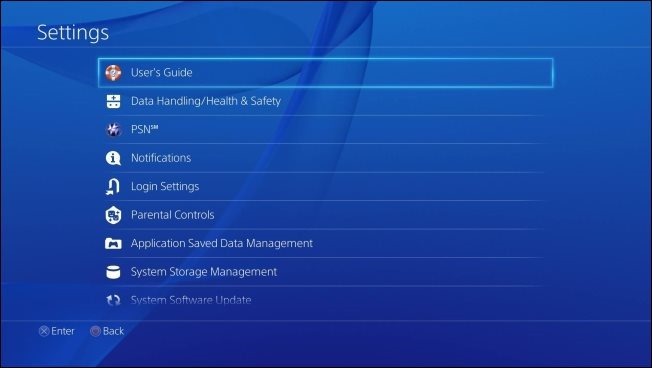 Settings
User's Guide
Data Handling/Health & Safety
PSN℠
Notifications
Login Settings
Parental Controls
Application Saved Data Management
System Storage Management
System Software Update
Enter Back